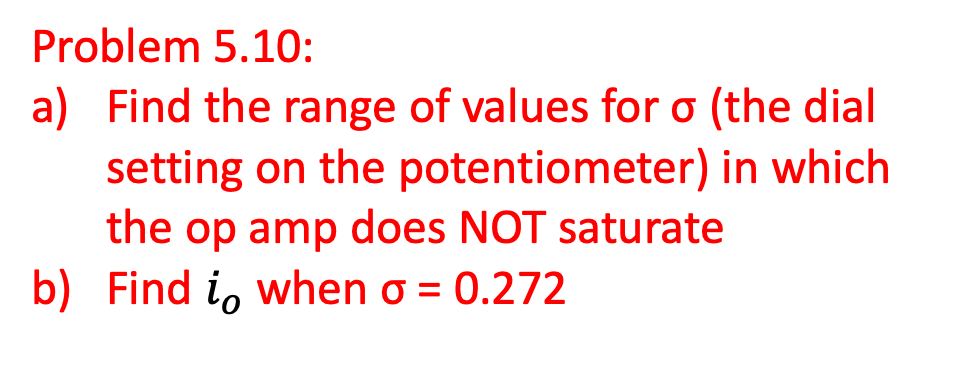 Problem 5.10:
a) Find the range of values for σ (the dial
setting on the potentiometer) in which
the op amp does NOT saturate
b) Find iₒ when σ = 0.272